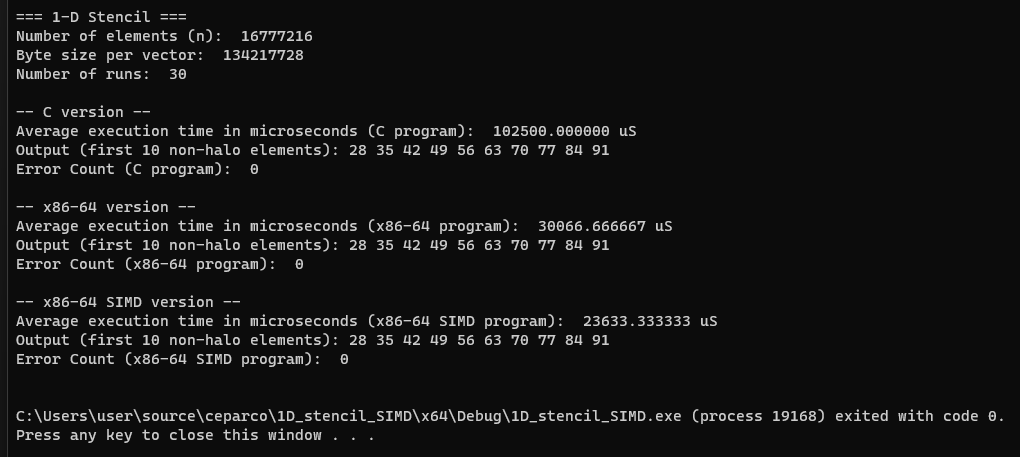 === 1-D Stencil ===
Number of elements (n):  16777216
Byte size per vector:  134217728
Number of runs:  30
-- C version --
Average execution time in microseconds (C program):  102500.000000 uS
Output (first 10 non-halo elements): 28 35 42 49 56 63 70 77 84 91
Error Count (C program):  0
-- x86-64 version --
Average execution time in microseconds (x86-64 program):  30066.666667 uS
Output (first 10 non-halo elements): 28 35 42 49 56 63 70 77 84 91
Error Count (x86-64 program):  0
-- x86-64 SIMD version --
Average execution time in microseconds (x86-64 SIMD program):  23633.333333 uS
Output (first 10 non-halo elements): 28 35 42 49 56 63 70 77 84 91
Error Count (x86-64 SIMD program):  0
C:\Users\user\source\ceparco\1D_stencil_SIMD\x64\Debug\1D_stencil_SIMD.exe (process 19168) exited with code 0.
Press any key to close this window . . .